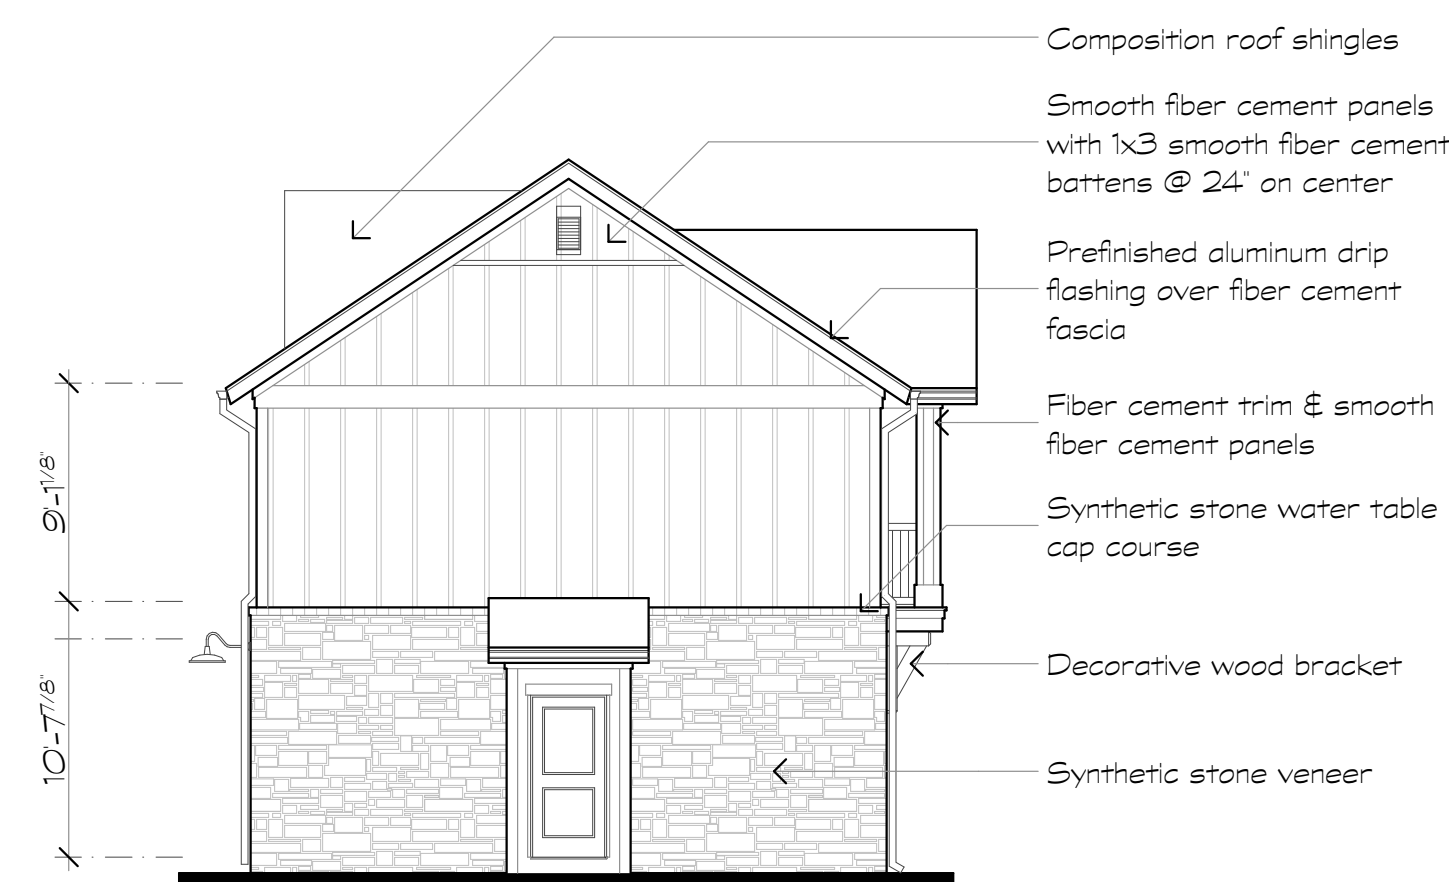 Composition roof shingles
Smooth fiber cement panels
with 1x3 smooth fiber cement
battens @ 24" on center
Prefinished aluminum drip
flashing over fiber cement
fascia
Fiber cement trim & smooth
fiber cement panels
Synthetic stone water table
cap course
Decorative wood bracket
Synthetic stone veneer
9'-1 1/8"
10'-7 7/8"